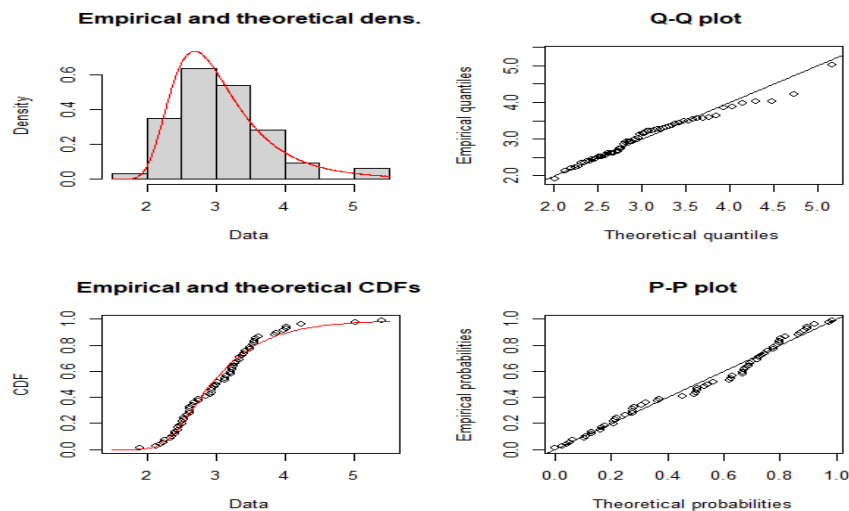 Empirical and theoretical dens.
Density
0.0 0.2 0.4 0.6
2 3 4 5
Data
Q-Q plot
Empirical quantiles
2.0 3.0 4.0 5.0
2.0 2.5 3.0 3.5 4.0 4.5 5.0
Theoretical quantiles
Empirical and theoretical CDFs
CDF
0.0 0.2 0.4 0.6 0.8 1.0
2 3 4 5
Data
P-P plot
Empirical probabilities
0.0 0.2 0.4 0.6 0.8 1.0
0.0 0.2 0.4 0.6 0.8 1.0
Theoretical probabilities